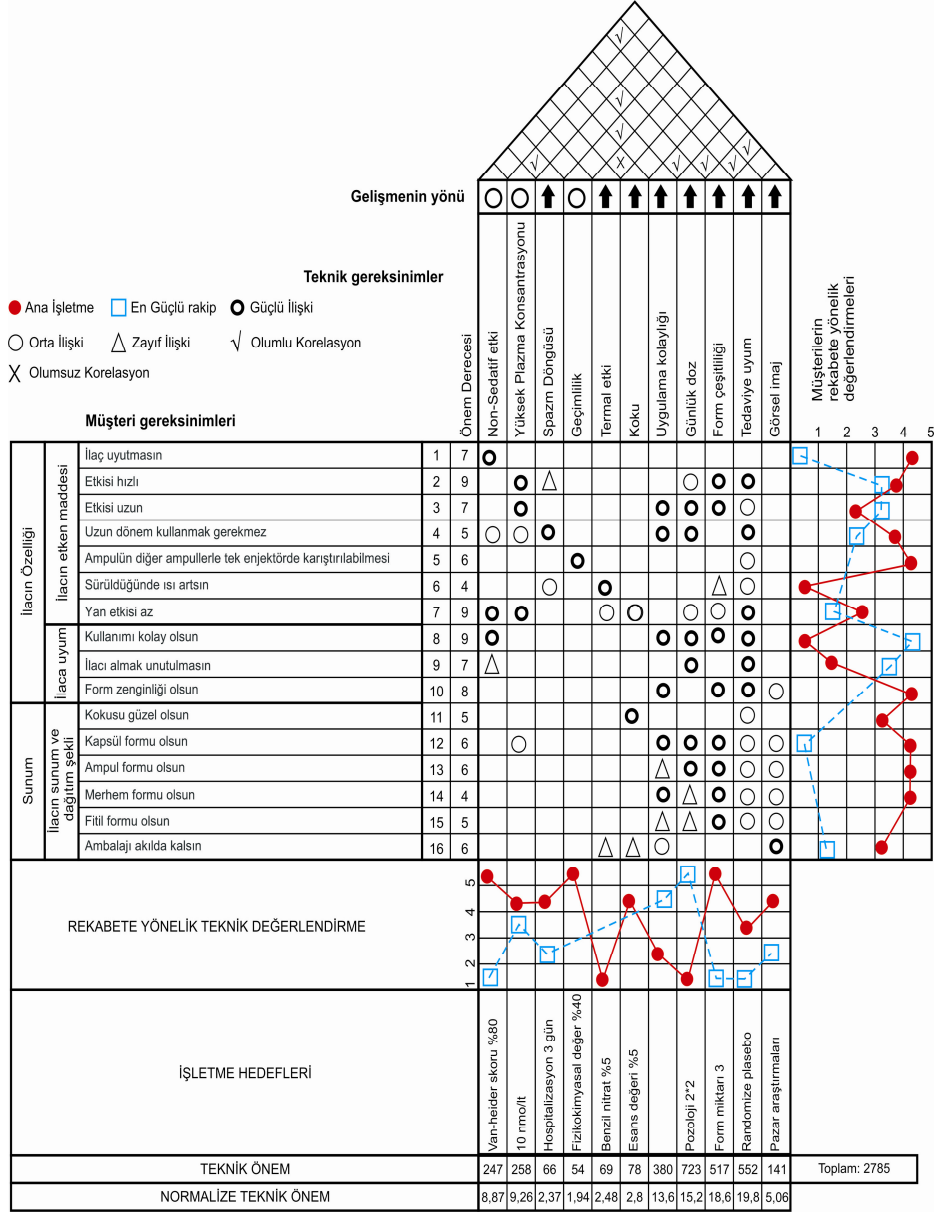 Gelişmenin yönü
Teknik gereksinimler
Ana İşletme
En Güçlü rakip
Güçlü İlişki
Orta İlişki
Zayıf İlişki
√ Olumlu Korelasyon
X Olumsuz Korelasyon
Müşteri gereksinimleri
Önem Derecesi
Non-Sedatif etki
Yüksek Plazma Konsantrasyonu
Spazm Döngüsü
Geçimlilik
Termal etki
Koku
Uygulama kolaylığı
Günlük doz
Form çeşitliliği
Tedaviye uyum
Görsel imaj
Müşterilerin
rekabete yönelik
değerlendirmeleri
1 2 3 4 5
İlacın Özelliği
İlacın etken maddesi
İlaç uyutmasın 1 7
Etkisi hızlı 2 9
Etkisi uzun 3 7
Uzun dönem kullanmak gerekmez 4 5
Ampulün diğer ampullerle tek enjektörde karıştırılabilmesi 5 6
Sürüldüğünde ısı artsın 6 4
Yan etkisi az 7 9
İlaca uyum
Kullanımı kolay olsun 8 9
İlacı almak unutulmasın 9 7
Form zenginliği olsun 10 8
Sunum
İlacın sunum ve
dağıtım şekli
Kokusu güzel olsun 11 5
Kapsül formu olsun 12 6
Ampul formu olsun 13 6
Merhem formu olsun 14 4
Fitil formu olsun 15 5
Ambalajı akılda kalsın 16 6
REKABETE YÖNELİK TEKNİK DEĞERLENDİRME
5
4
3
2
1
İŞLETME HEDEFLERİ
Van-heider skoru %80
10 nmo/lt
Hospitalizasyon 3 gün
Fizikokimyasal değer %40
Benzil nitrat %5
Esans değeri %5
Pozoloji 2*2
Form miktarı 3
Randomize plasebo
Pazar araştırmaları
TEKNİK ÖNEM 247 258 66 54 69 78 380 723 517 552 141 Toplam: 2785
NORMALİZE TEKNİK ÖNEM 8,87 9,26 2,37 1,94 2,48 2,8 13,6 15,2 18,6 19,8 5,06